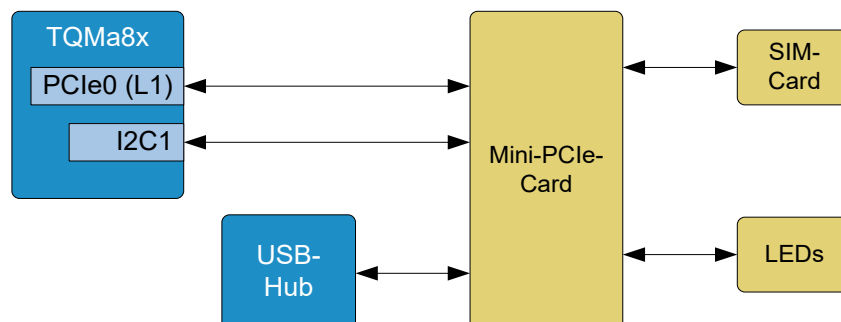 TQMa8x
PCIe0 (L1)
I2C1
USB-
Hub
Mini-PCIe-
Card
SIM-
Card
LEDs